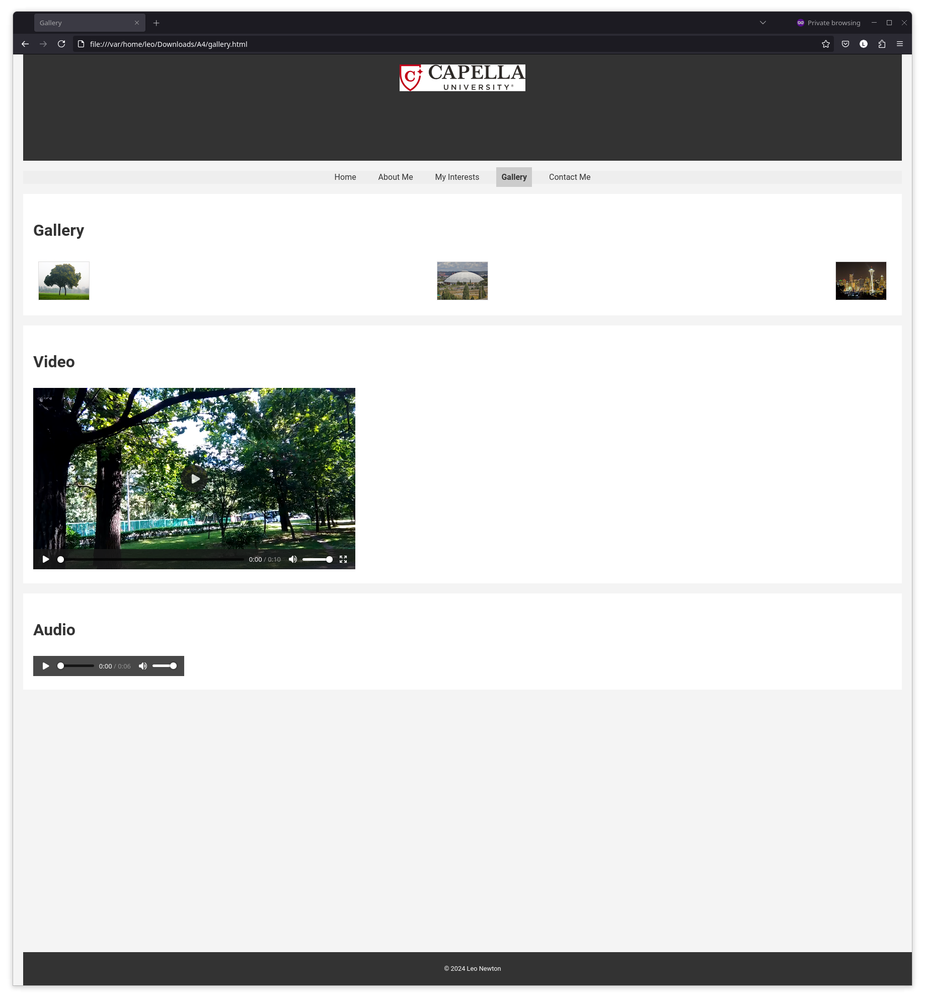 Gallery
Private browsing
file:///var/home/leo/Downloads/A4/gallery.html
L
C
CAPELLA
UNIVERSITY®
Home About Me My Interests Gallery Contact Me
Gallery
Video
0:00 / 0:10
Audio
0:00 / 0:06
© 2024 Leo Newton